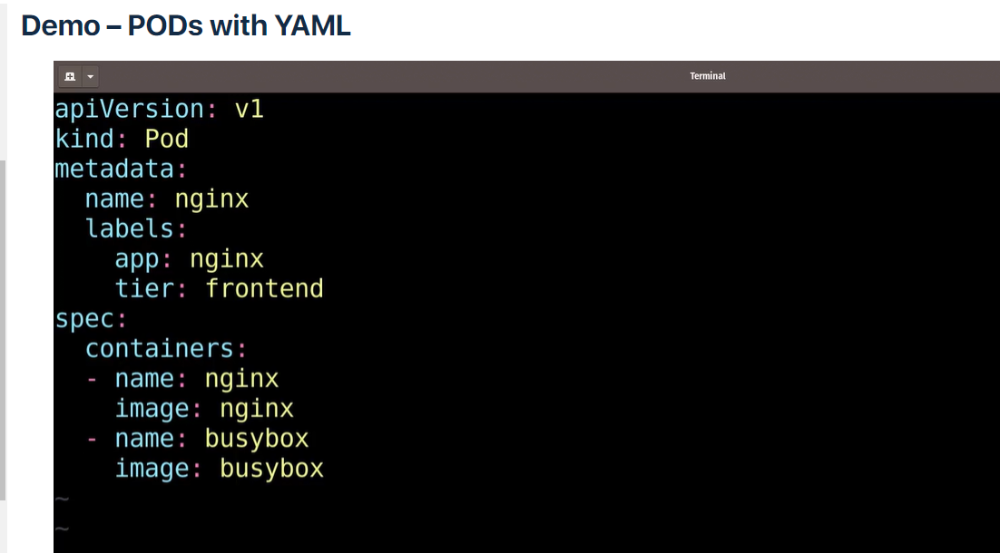 Demo – PODs with YAML
Terminal
apiVersion: v1
kind: Pod
metadata:
  name: nginx
  labels:
    app: nginx
    tier: frontend
spec:
  containers:
  - name: nginx
    image: nginx
  - name: busybox
    image: busybox
~
~